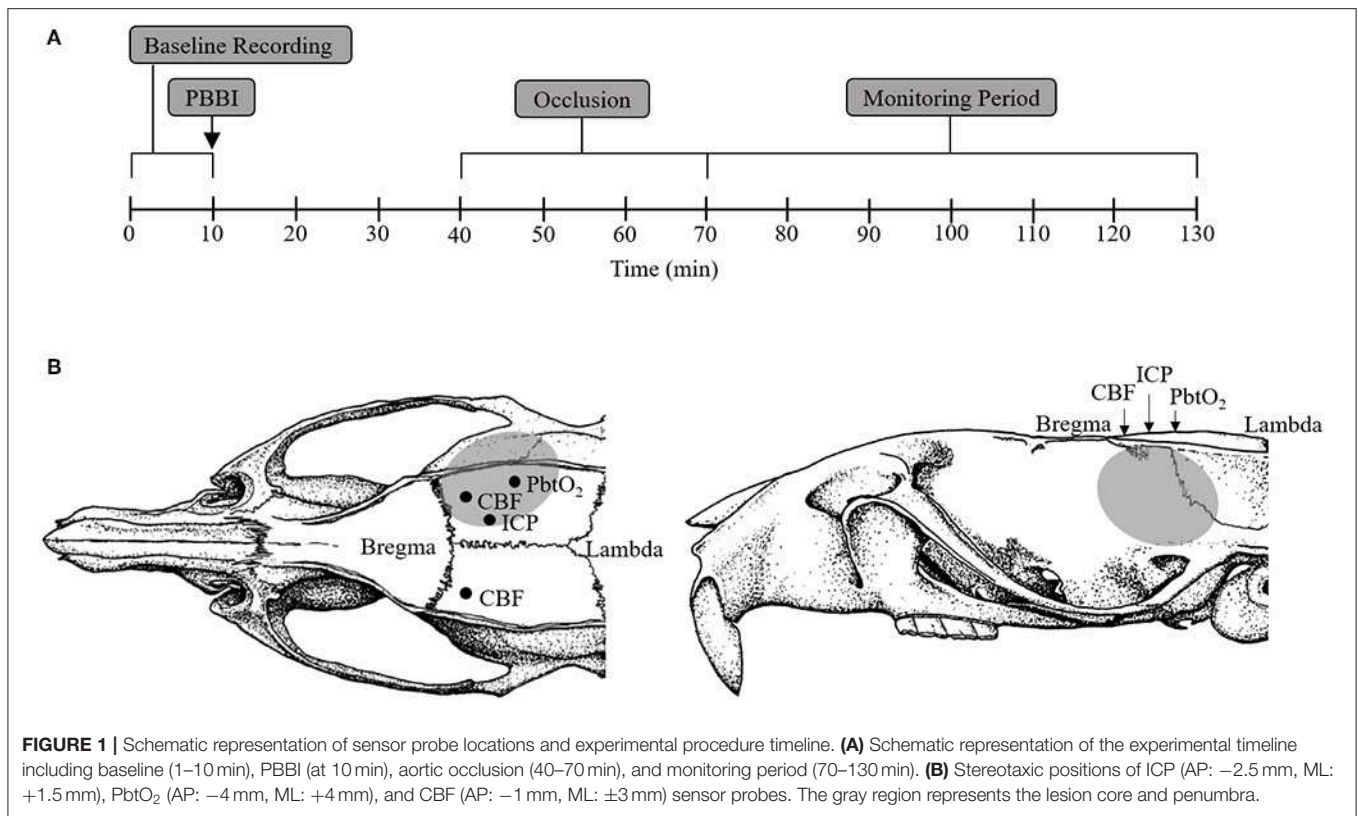 A
Baseline Recording
PBBI
Occlusion
Monitoring Period
0 10 20 30 40 50 60 70 80 90 100 110 120 130
Time (min)
B
PbtO₂
CBF
ICP
Bregma
Lambda
CBF
ICP
CBF
PbtO₂
Bregma
Lambda
FIGURE 1 | Schematic representation of sensor probe locations and experimental procedure timeline. (A) Schematic representation of the experimental timeline
including baseline (1–10 min), PBBI (at 10 min), aortic occlusion (40–70 min), and monitoring period (70–130 min). (B) Stereotaxic positions of ICP (AP: −2.5 mm, ML:
+1.5 mm), PbtO₂ (AP: −4 mm, ML: +4 mm), and CBF (AP: −1 mm, ML: ±3 mm) sensor probes. The gray region represents the lesion core and penumbra.